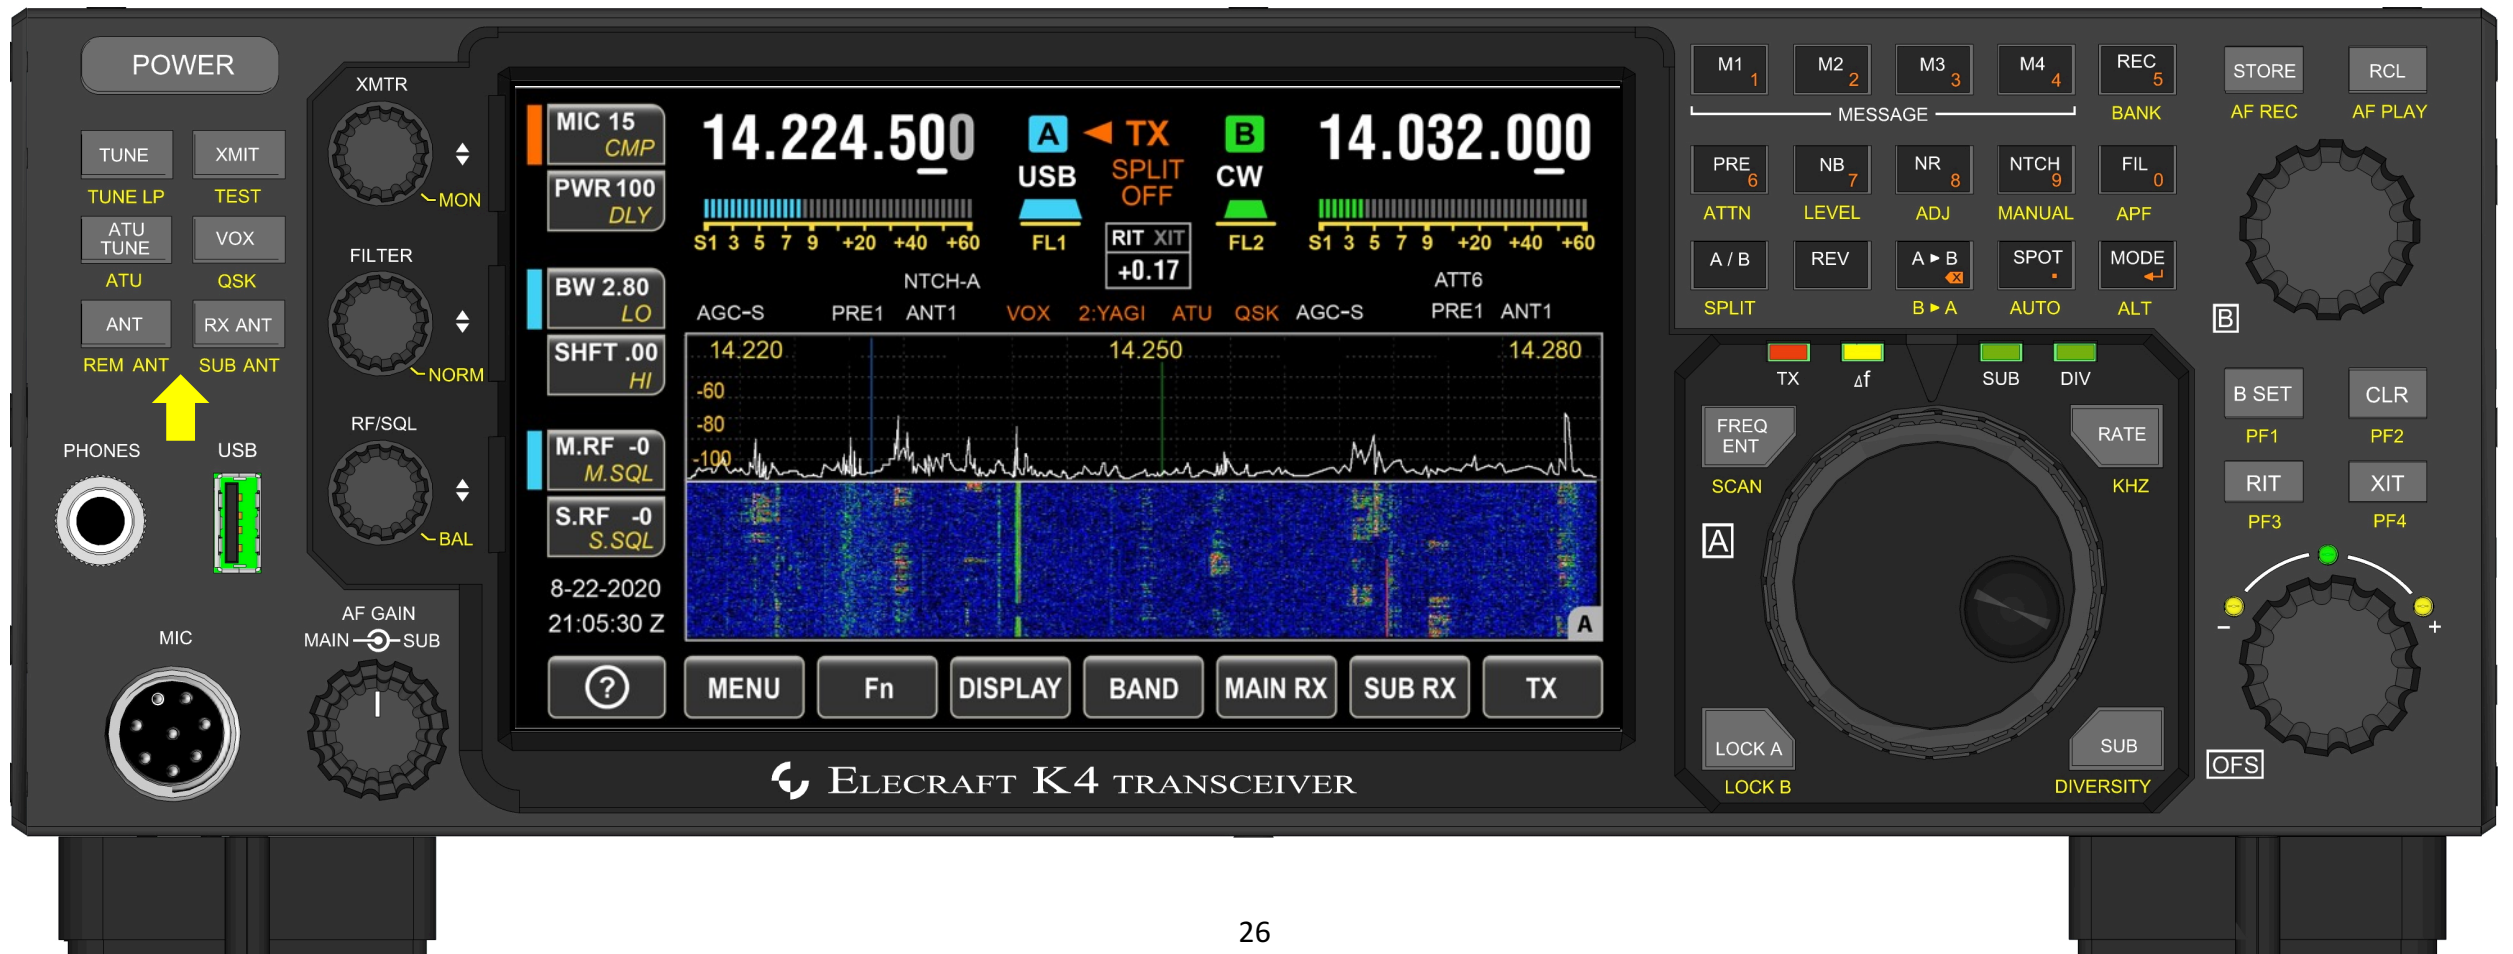 POWER
TUNE XMIT
TUNE LP TEST
ATU TUNE VOX
ATU QSK
ANT RX ANT
REM ANT SUB ANT
PHONES USB
MIC
XMTR
MON
FILTER
NORM
RF/SQL
BAL
AF GAIN
MAIN SUB
MIC 15
CMP
PWR 100
DLY
BW 2.80
LO
SHFT .00
HI
M.RF -0
M.SQL
S.RF -0
S.SQL
8-22-2020
21:05:30 Z
14.224.500 A TX B 14.032.000
USB SPLIT OFF CW
S1 3 5 7 9 +20 +40 +60 FL1 RIT XIT FL2 S1 3 5 7 9 +20 +40 +60
+0.17
NTCH-A ATT6
AGC-S PRE1 ANT1 VOX 2:YAGI ATU QSK AGC-S PRE1 ANT1
14.220 14.250 14.280
-60
-80
-100
A
? MENU Fn DISPLAY BAND MAIN RX SUB RX TX
ELECRAFT K4 TRANSCEIVER
M1 1 M2 2 M3 3 M4 4 REC 5
MESSAGE BANK
PRE 6 NB 7 NR 8 NTCH 9 FIL 0
ATTN LEVEL ADJ MANUAL APF
A / B REV A ▸ B SPOT . MODE
SPLIT B ▸ A AUTO ALT
STORE RCL
AF REC AF PLAY
B
TX Δf SUB DIV
FREQ ENT RATE
SCAN KHZ
A
LOCK A SUB
LOCK B DIVERSITY
B SET CLR
PF1 PF2
RIT XIT
PF3 PF4
− +
OFS
26